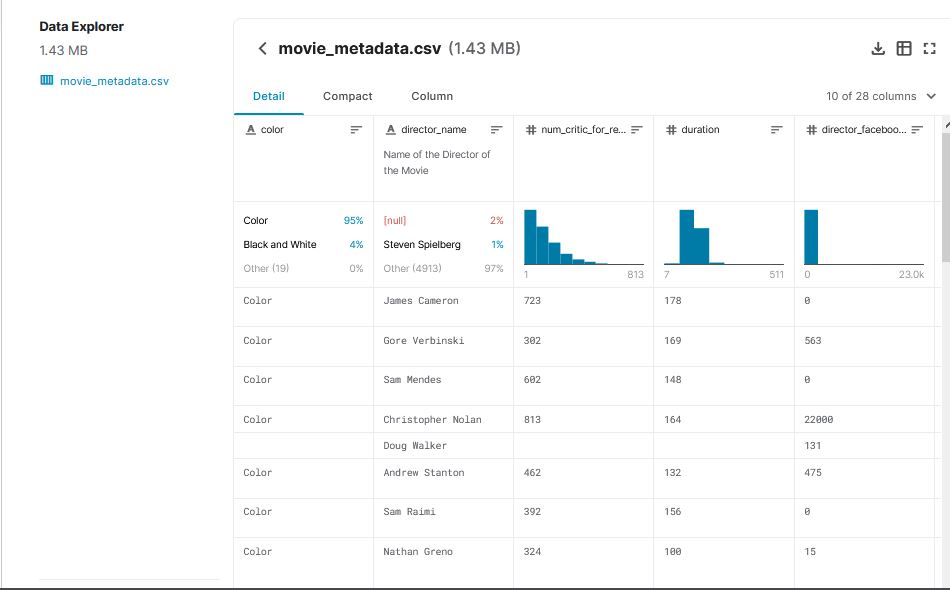 Data Explorer
1.43 MB
movie_metadata.csv
movie_metadata.csv (1.43 MB)
Detail Compact Column 10 of 28 columns
color director_name num_critic_for_re... duration director_faceboo...
Name of the Director of
the Movie
Color 95% [null] 2%
Black and White 4% Steven Spielberg 1%
Other (19) 0% Other (4913) 97%
1 813 7 511 0 23.0k
Color James Cameron 723 178 0
Color Gore Verbinski 302 169 563
Color Sam Mendes 602 148 0
Color Christopher Nolan 813 164 22000
Doug Walker 131
Color Andrew Stanton 462 132 475
Color Sam Raimi 392 156 0
Color Nathan Greno 324 100 15